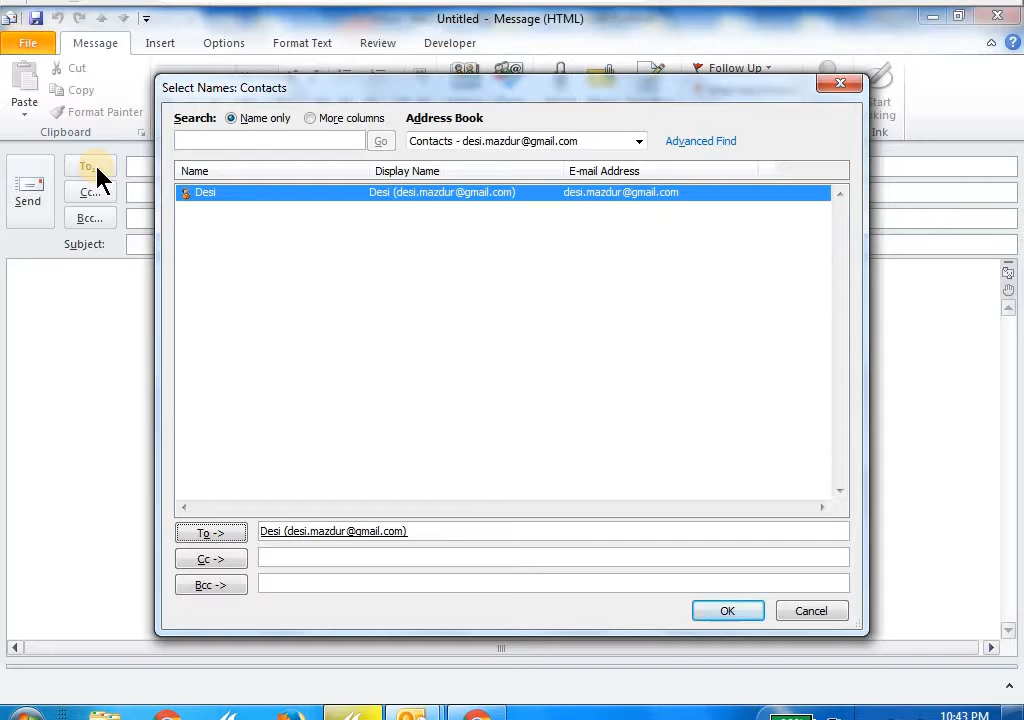 Untitled - Message (HTML)
File Message Insert Options Format Text Review Developer
Paste
Cut
Copy
Format Painter
Clipboard
Follow Up
Start
Inking
Ink
Send
To...
Cc...
Bcc...
Subject:
Select Names: Contacts
Search: Name only More columns Address Book
Go Contacts - desi.mazdur@gmail.com Advanced Find
Name Display Name E-mail Address
Desi Desi (desi.mazdur@gmail.com) desi.mazdur@gmail.com
To -> Desi (desi.mazdur@gmail.com)
Cc ->
Bcc ->
OK Cancel
10:43 PM